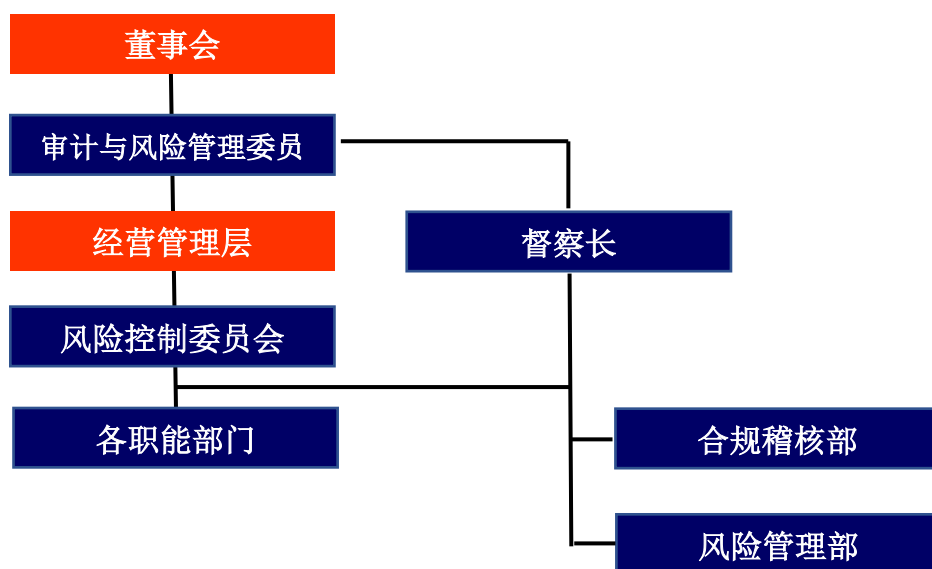 董事会
审计与风险管理委员
经营管理层
督察长
风险控制委员会
各职能部门
合规稽核部
风险管理部